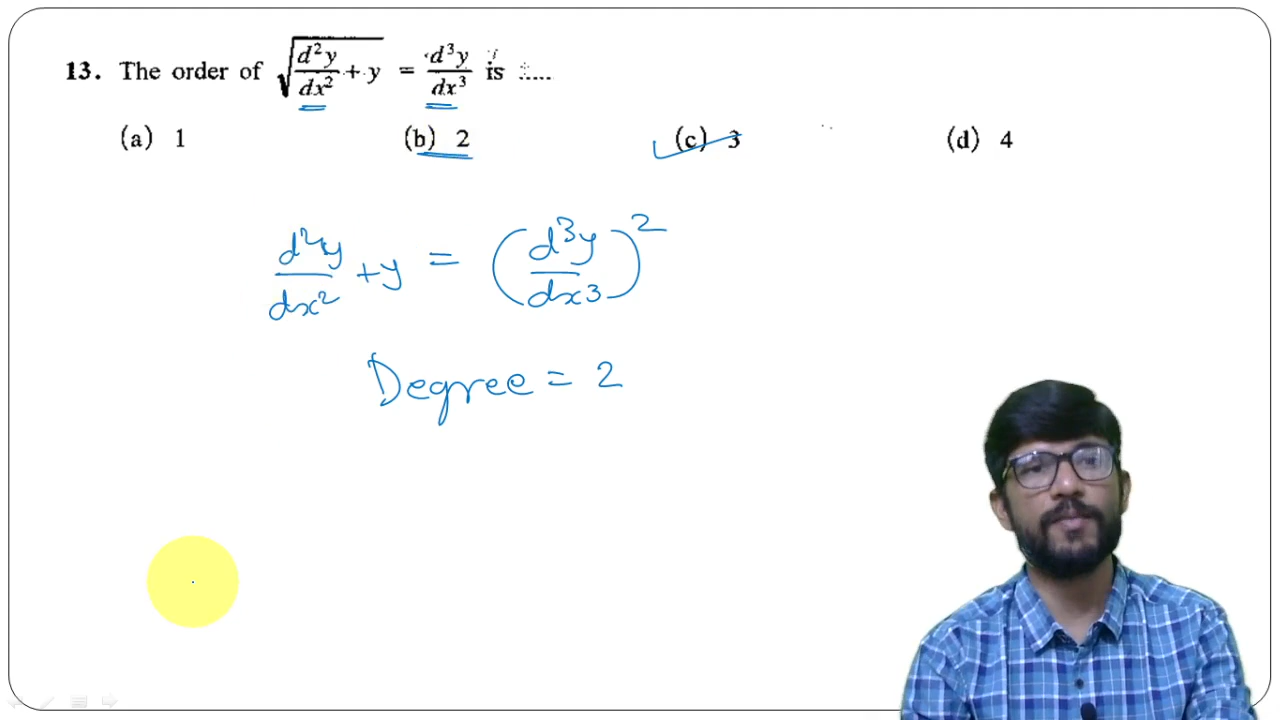 13. The order of √(d²y/dx² + y) = d³y/dx³ is .....
(a) 1 (b) 2 (c) 3 (d) 4
d²y/dx² + y = (d³y/dx³)²
Degree = 2